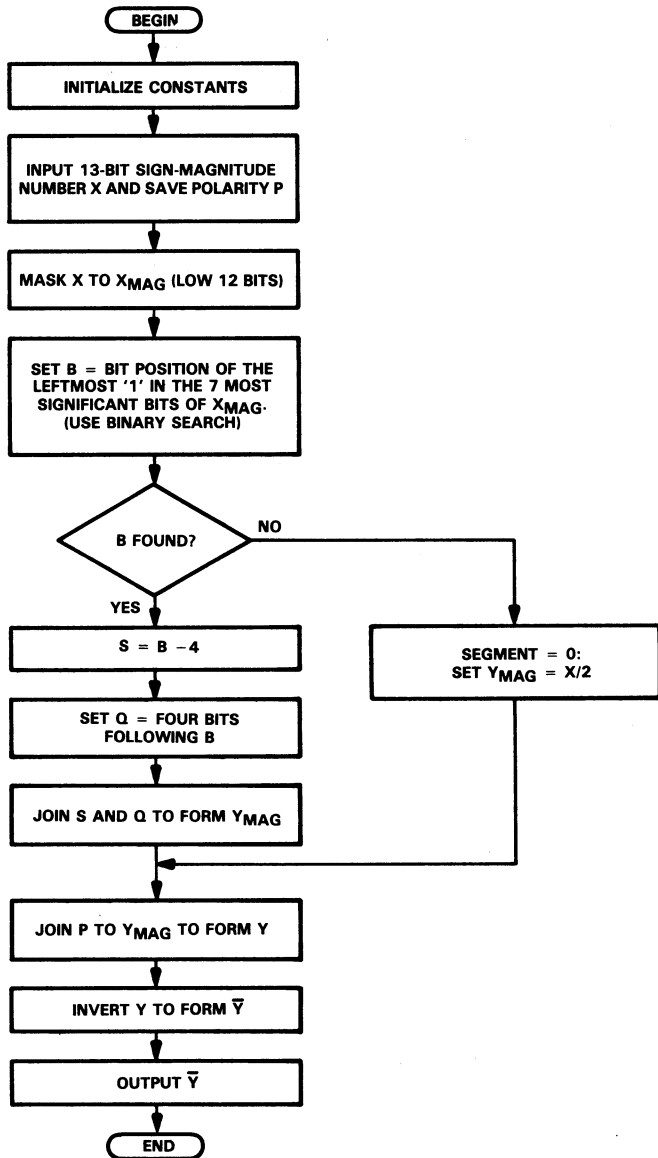 BEGIN
INITIALIZE CONSTANTS
INPUT 13-BIT SIGN-MAGNITUDE
NUMBER X AND SAVE POLARITY P
MASK X TO XMAG (LOW 12 BITS)
SET B = BIT POSITION OF THE
LEFTMOST '1' IN THE 7 MOST
SIGNIFICANT BITS OF XMAG.
(USE BINARY SEARCH)
B FOUND?
NO
YES
S = B -4
SEGMENT = 0:
SET YMAG = X/2
SET Q = FOUR BITS
FOLLOWING B
JOIN S AND Q TO FORM YMAG
JOIN P TO YMAG TO FORM Y
INVERT Y TO FORM Y̅
OUTPUT Y̅
END